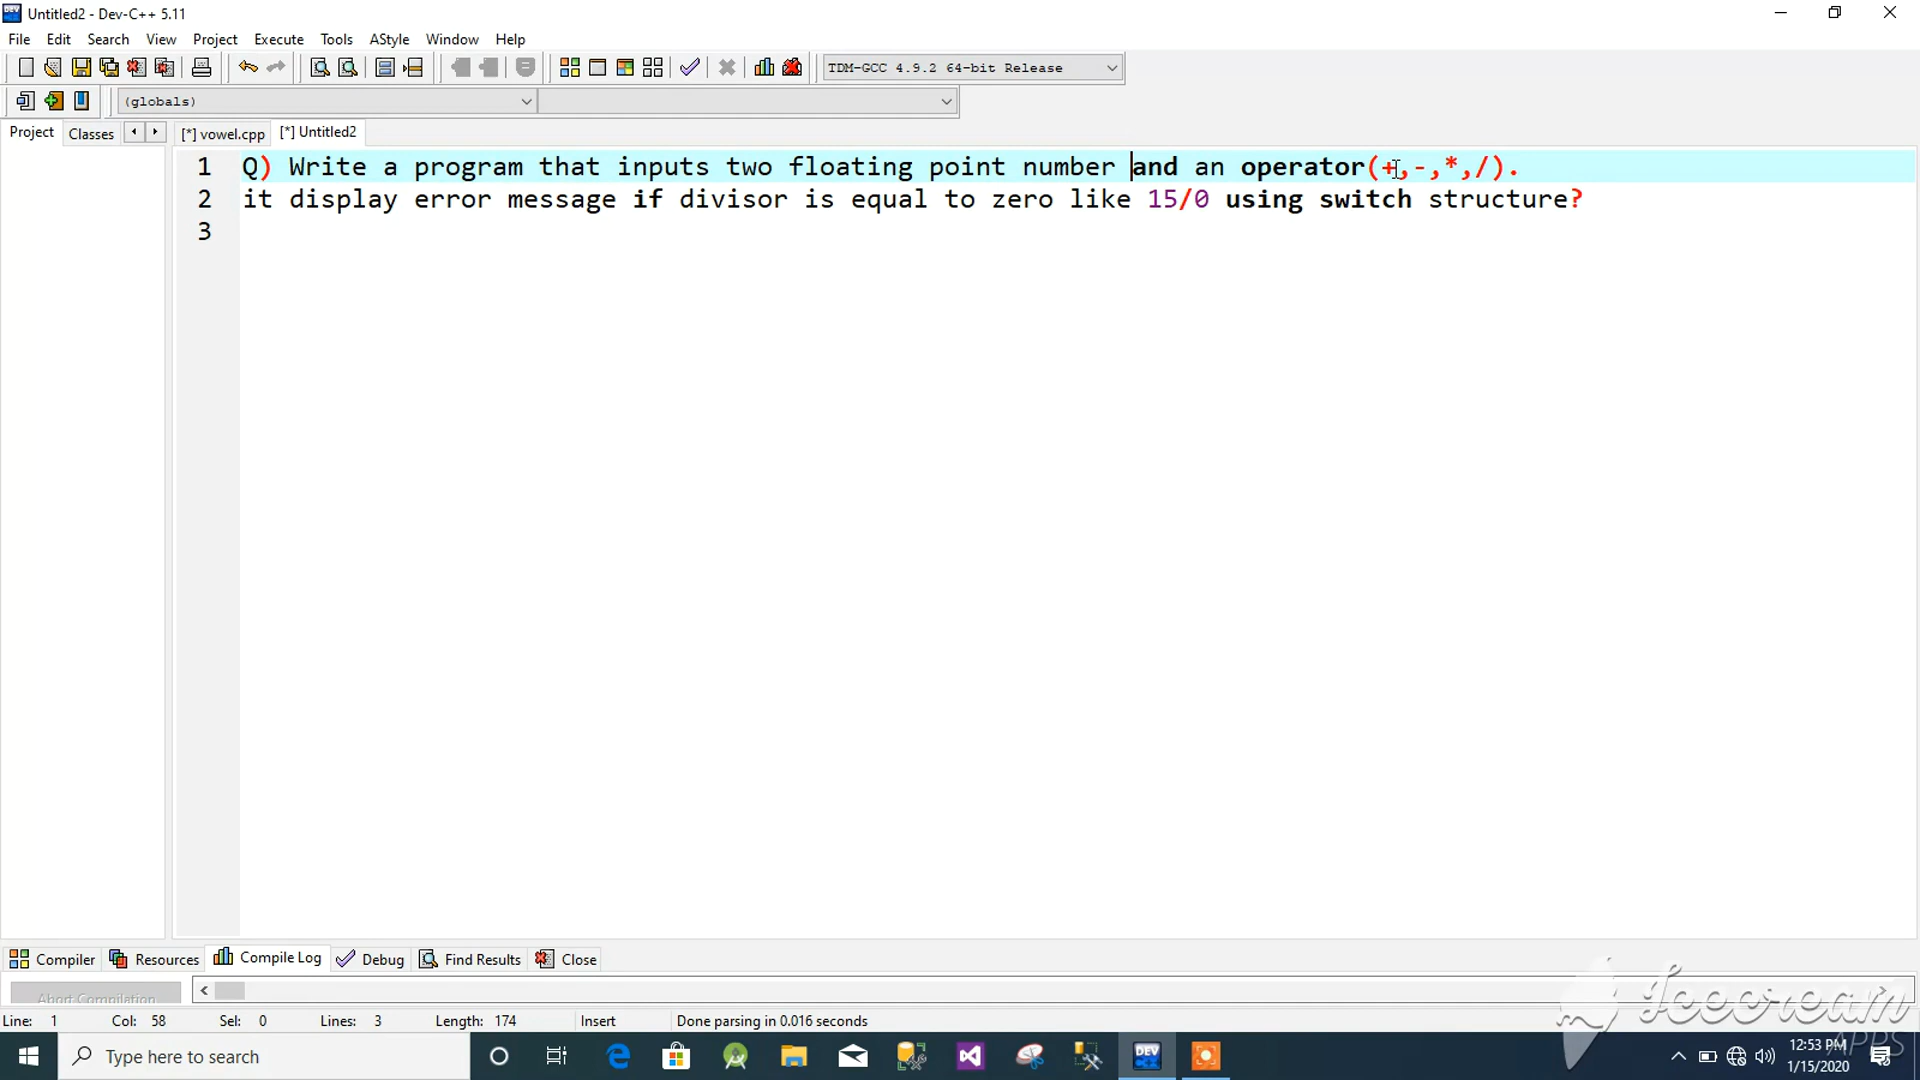 Untitled2 - Dev-C++ 5.11
File Edit Search View Project Execute Tools AStyle Window Help
TDM-GCC 4.9.2 64-bit Release
(globals)
Project Classes [*] vowel.cpp [*] Untitled2
1 Q) Write a program that inputs two floating point number and an operator(+,-,*,/).
2 it display error message if divisor is equal to zero like 15/0 using switch structure?
3
Compiler Resources Compile Log Debug Find Results Close
Abort Compilation
Line: 1 Col: 58 Sel: 0 Lines: 3 Length: 174 Insert Done parsing in 0.016 seconds
Icecream
APPS
DEV
Type here to search
12:53 PM
1/15/2020